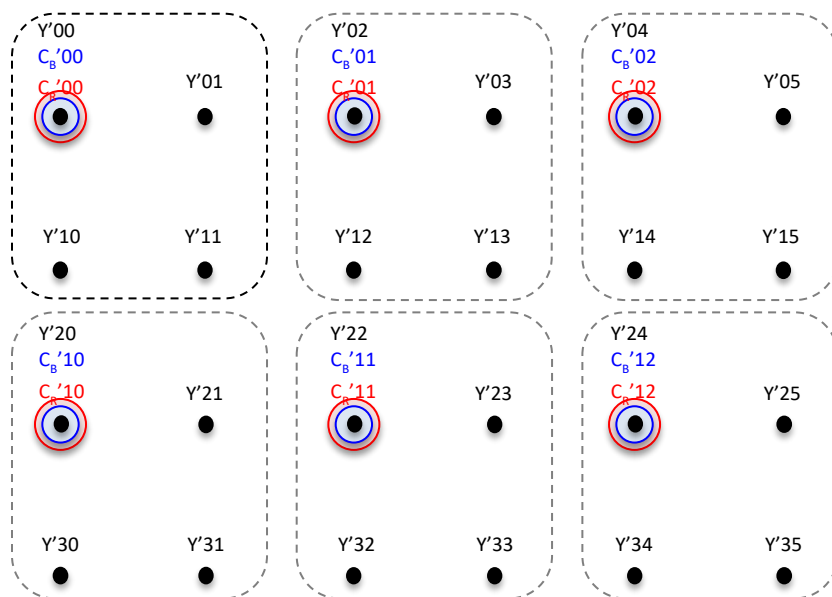 Y’00
C_B’00
C_R’00
Y’01
Y’02
C_B’01
C_R’01
Y’03
Y’04
C_B’02
C_R’02
Y’05
Y’10
Y’11
Y’12
Y’13
Y’14
Y’15
Y’20
C_B’10
C_R’10
Y’21
Y’22
C_B’11
C_R’11
Y’23
Y’24
C_B’12
C_R’12
Y’25
Y’30
Y’31
Y’32
Y’33
Y’34
Y’35